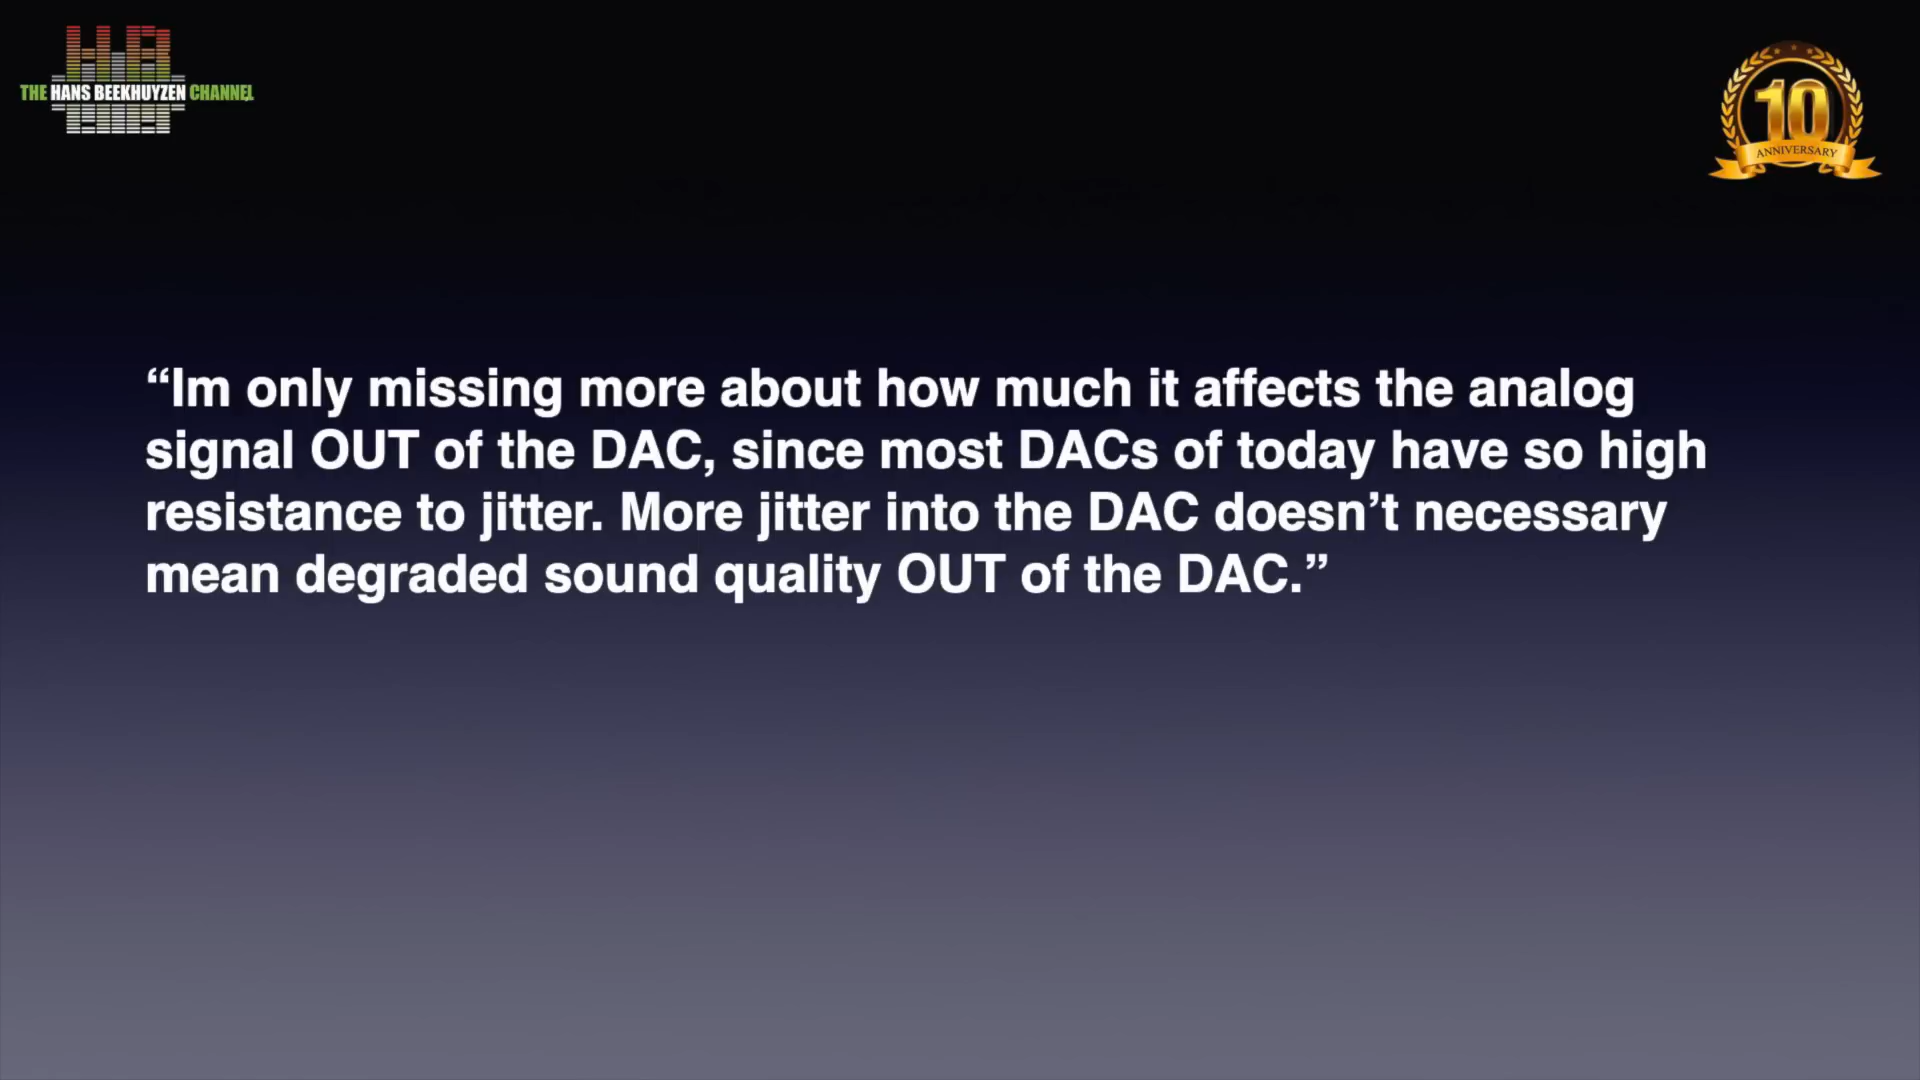 THE HANS BEEKHUYZEN CHANNEL
10
ANNIVERSARY
“Im only missing more about how much it affects the analog
signal OUT of the DAC, since most DACs of today have so high
resistance to jitter. More jitter into the DAC doesn’t necessary
mean degraded sound quality OUT of the DAC.”